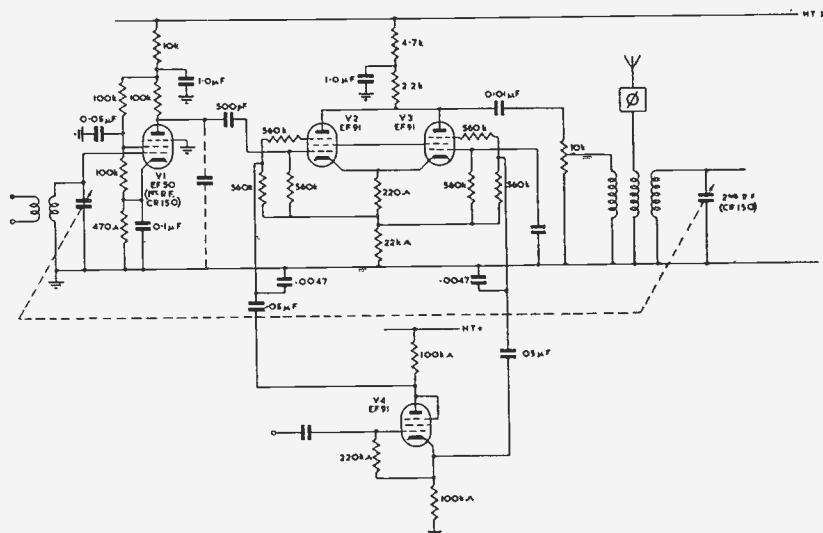 HT
10k
4·7k
1·0µF
2·2k
1·0µF
100k
100k
0·05µF
500pF
0·01µF
V2
EF91
V3
EF91
560k
560k
10k
V1
EF50
(1ST R.F.
CR150)
100k
560k
560k
220Ω
560k
560k
2ND R.F.
(CR150)
470Ω
0·1µF
22kΩ
·0047
·0047
·05µF
HT+
100kΩ
·05µF
V4
EF91
220kΩ
100kΩ